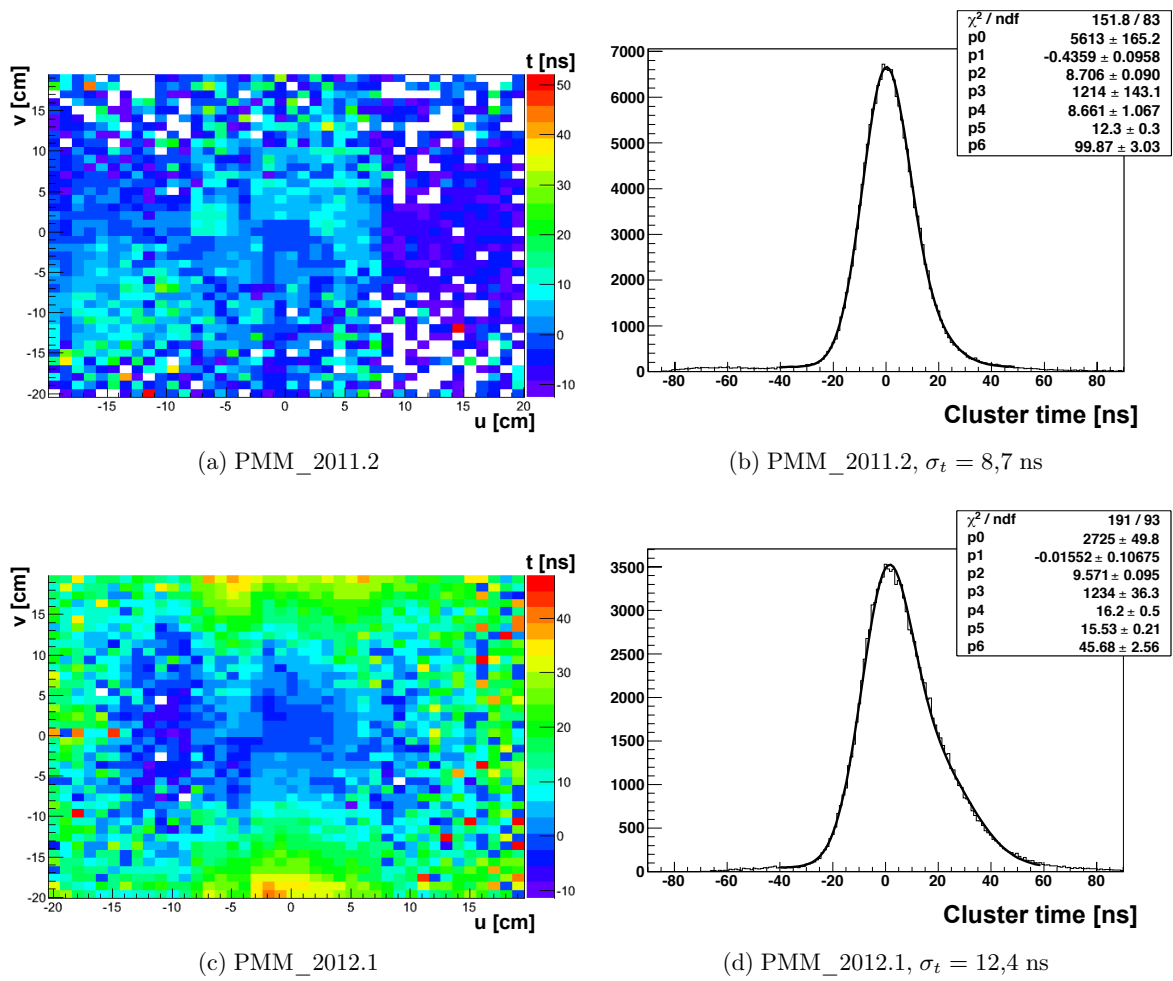 t [ns]
v [cm]
15
10
5
0
-5
-10
-15
-20
-20 -15 -10 -5 0 5 10 15 20
u [cm]
50
40
30
20
10
0
-10
(a) PMM_2011.2
χ² / ndf 151.8 / 83
p0 5613 ± 165.2
p1 -0.4359 ± 0.0958
p2 8.706 ± 0.090
p3 1214 ± 143.1
p4 8.661 ± 1.067
p5 12.3 ± 0.3
p6 99.87 ± 3.03
7000
6000
5000
4000
3000
2000
1000
0
-80 -60 -40 -20 0 20 40 60 80
Cluster time [ns]
(b) PMM_2011.2, σt = 8,7 ns
t [ns]
v [cm]
15
10
5
0
-5
-10
-15
-20
-20 -15 -10 -5 0 5 10 15
u [cm]
40
30
20
10
0
-10
(c) PMM_2012.1
χ² / ndf 191 / 93
p0 2725 ± 49.8
p1 -0.01552 ± 0.10675
p2 9.571 ± 0.095
p3 1234 ± 36.3
p4 16.2 ± 0.5
p5 15.53 ± 0.21
p6 45.68 ± 2.56
3500
3000
2500
2000
1500
1000
500
0
-80 -60 -40 -20 0 20 40 60 80
Cluster time [ns]
(d) PMM_2012.1, σt = 12,4 ns